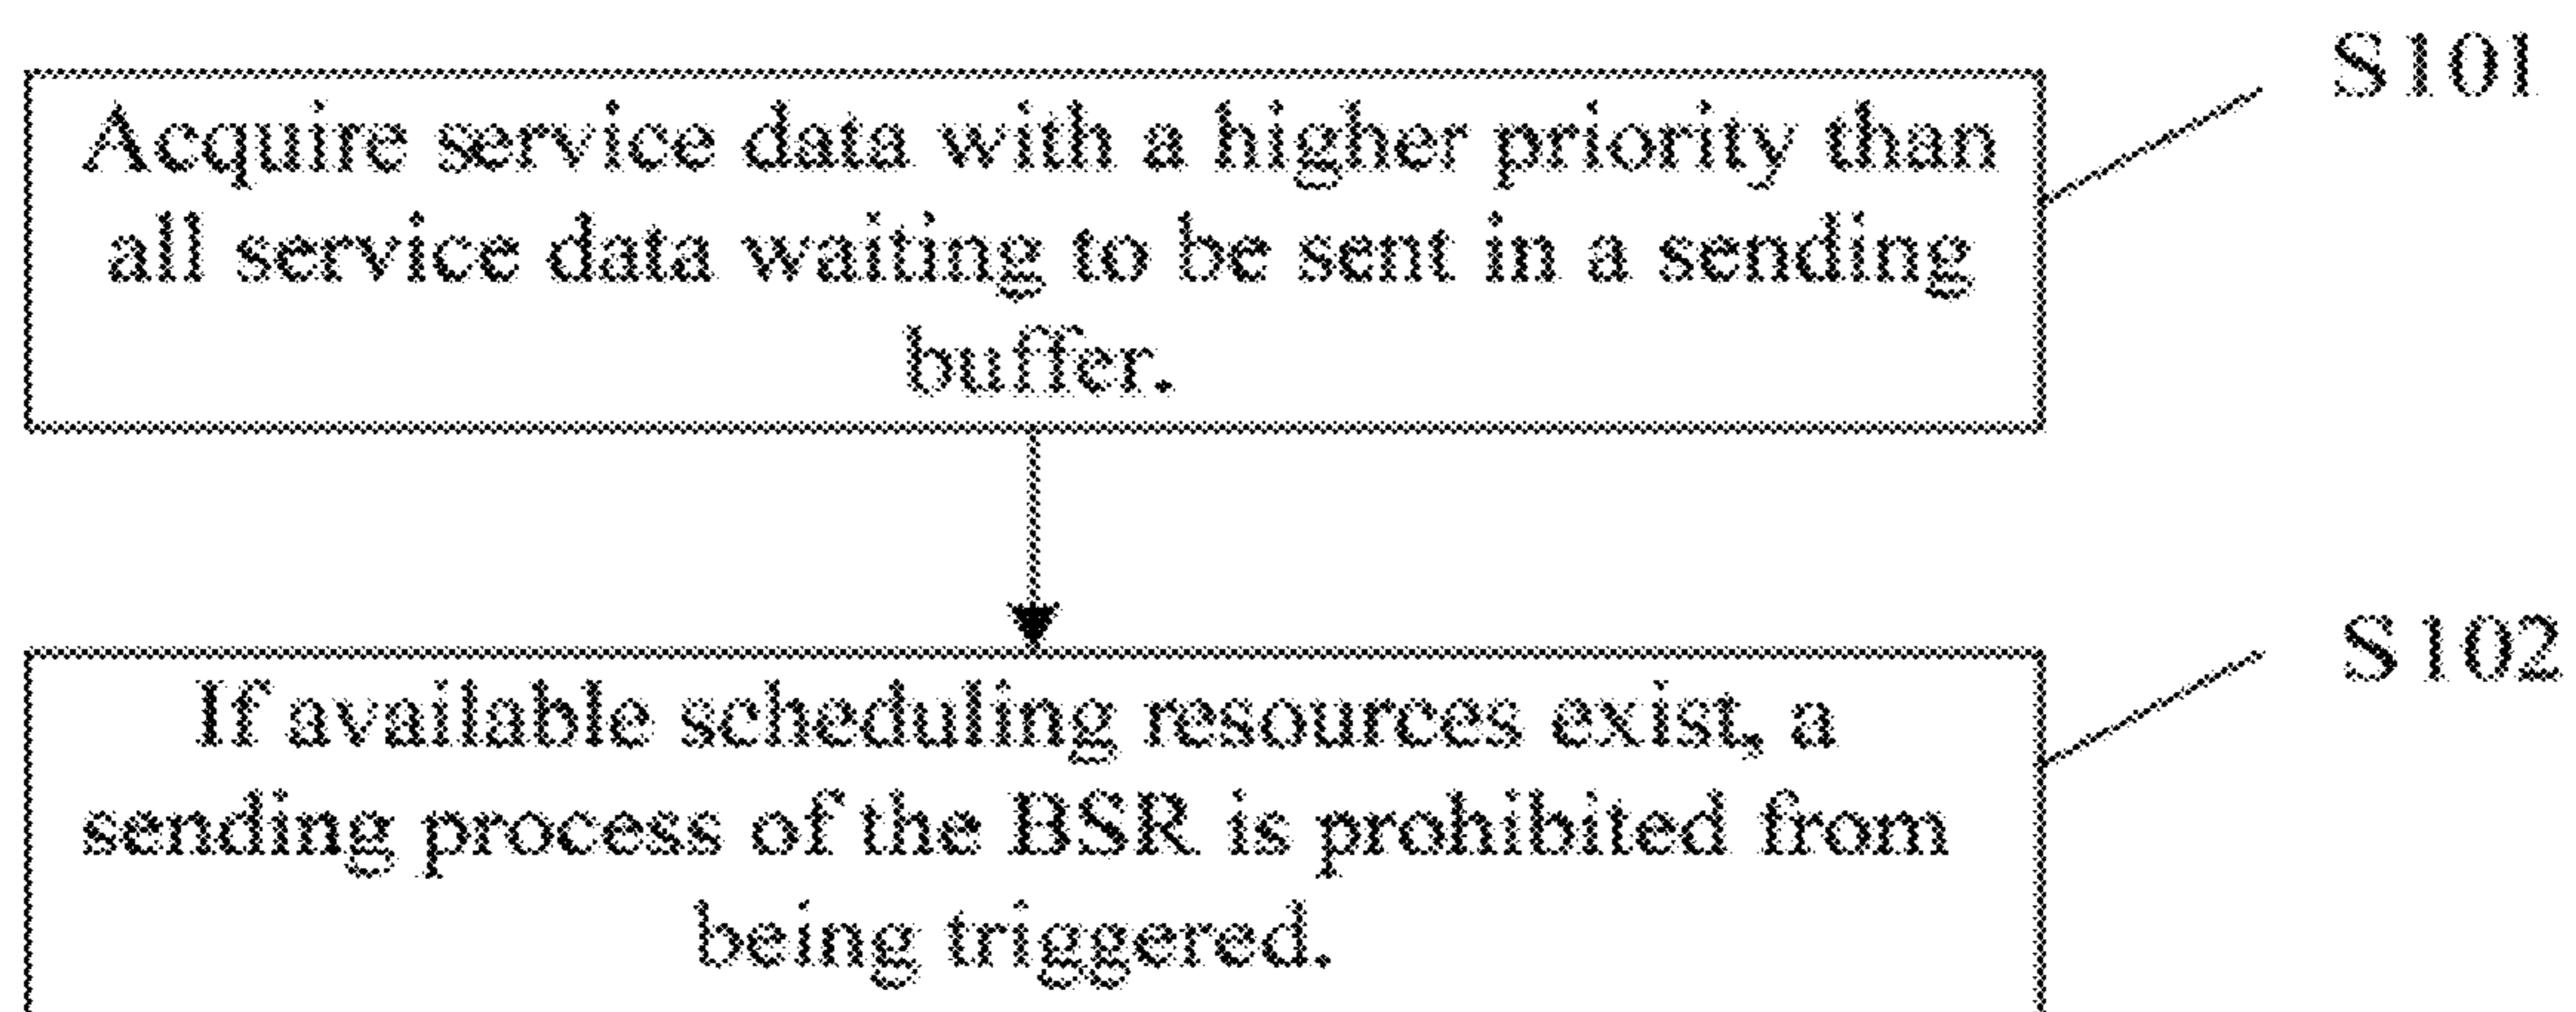 S101
Acquire service data with a higher priority than
all service data waiting to be sent in a sending
buffer.
S102
If available scheduling resources exist, a
sending process of the BSR is prohibited from
being triggered.